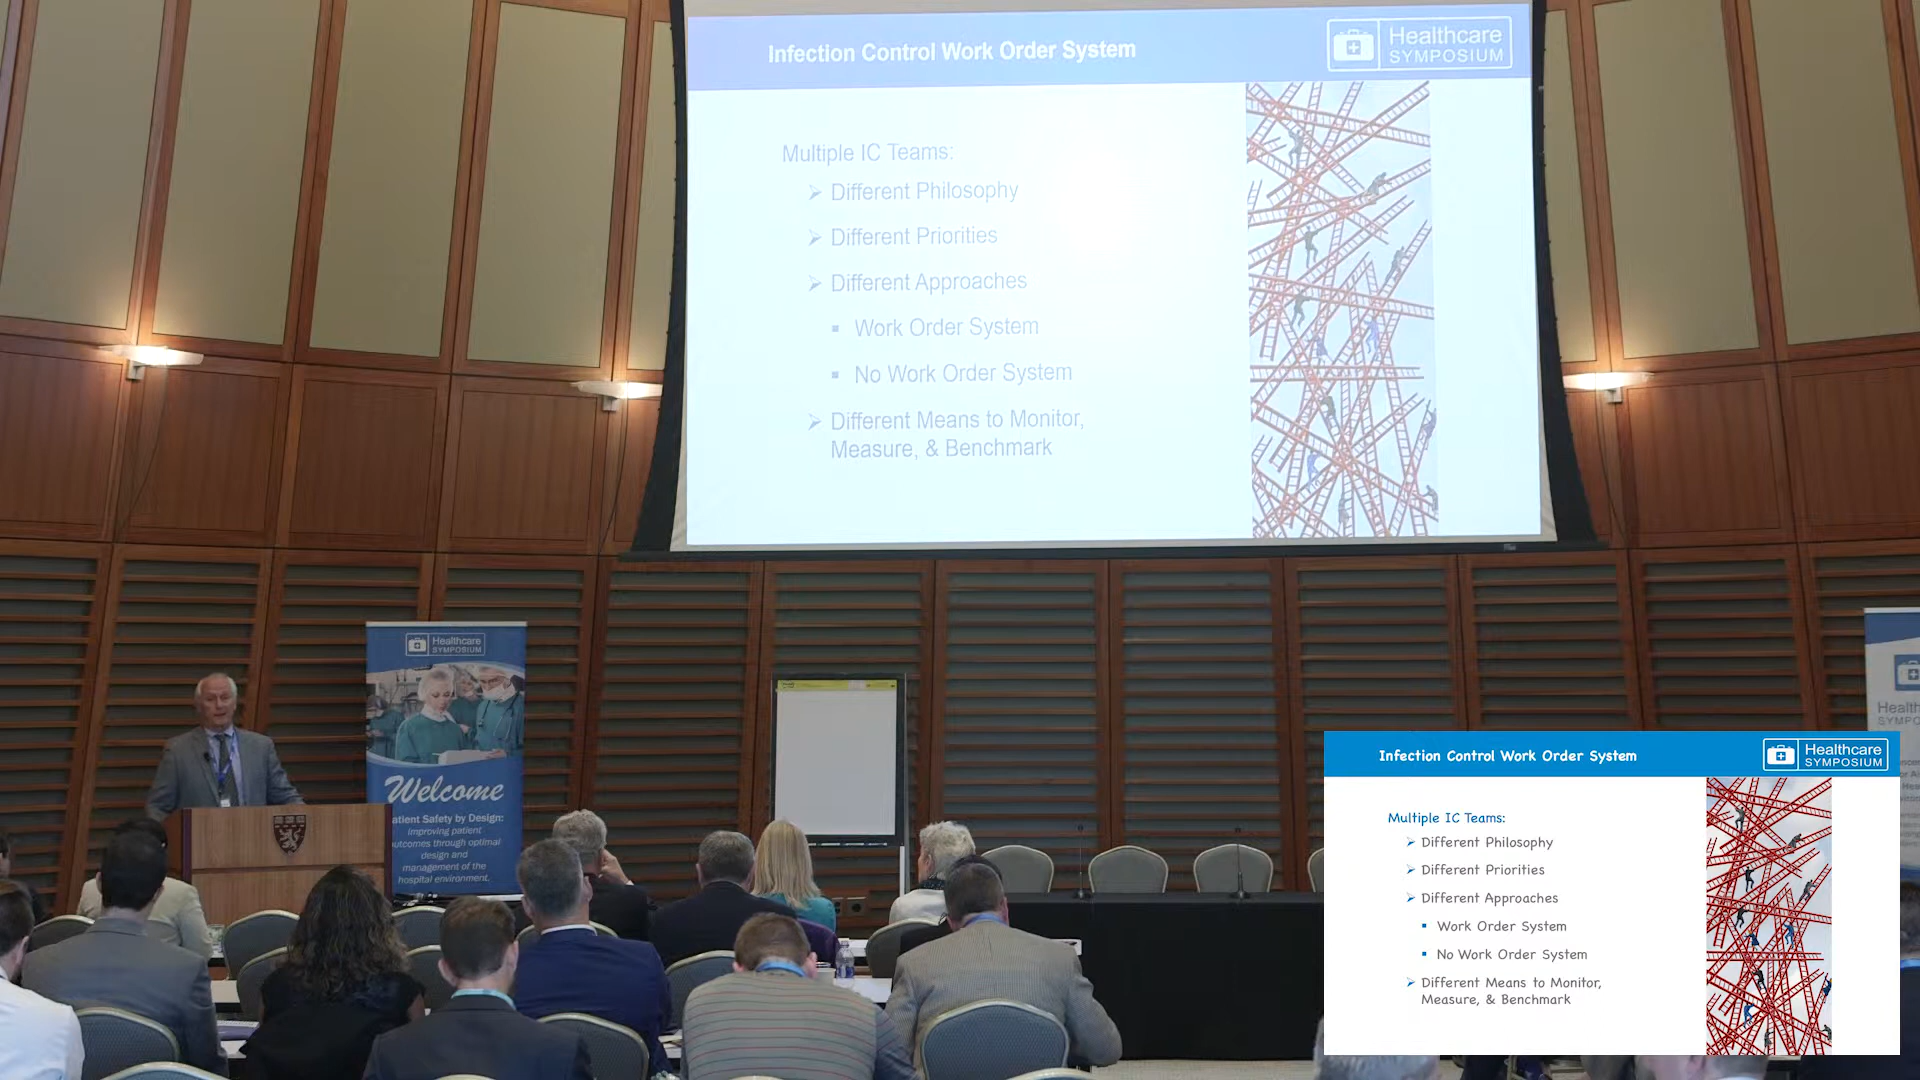 Infection Control Work Order System
Healthcare
SYMPOSIUM
Multiple IC Teams:
➢ Different Philosophy
➢ Different Priorities
➢ Different Approaches
▪ Work Order System
▪ No Work Order System
➢ Different Means to Monitor,
Measure, & Benchmark
Healthcare
SYMPOSIUM
Welcome
atient Safety by Design:
improving patient
utcomes through optimal
design and
management of the
hospital environment.
Infection Control Work Order System
Healthcare
SYMPOSIUM
Multiple IC Teams:
➢ Different Philosophy
➢ Different Priorities
➢ Different Approaches
▪ Work Order System
▪ No Work Order System
➢ Different Means to Monitor,
Measure, & Benchmark
Health
SYMPO